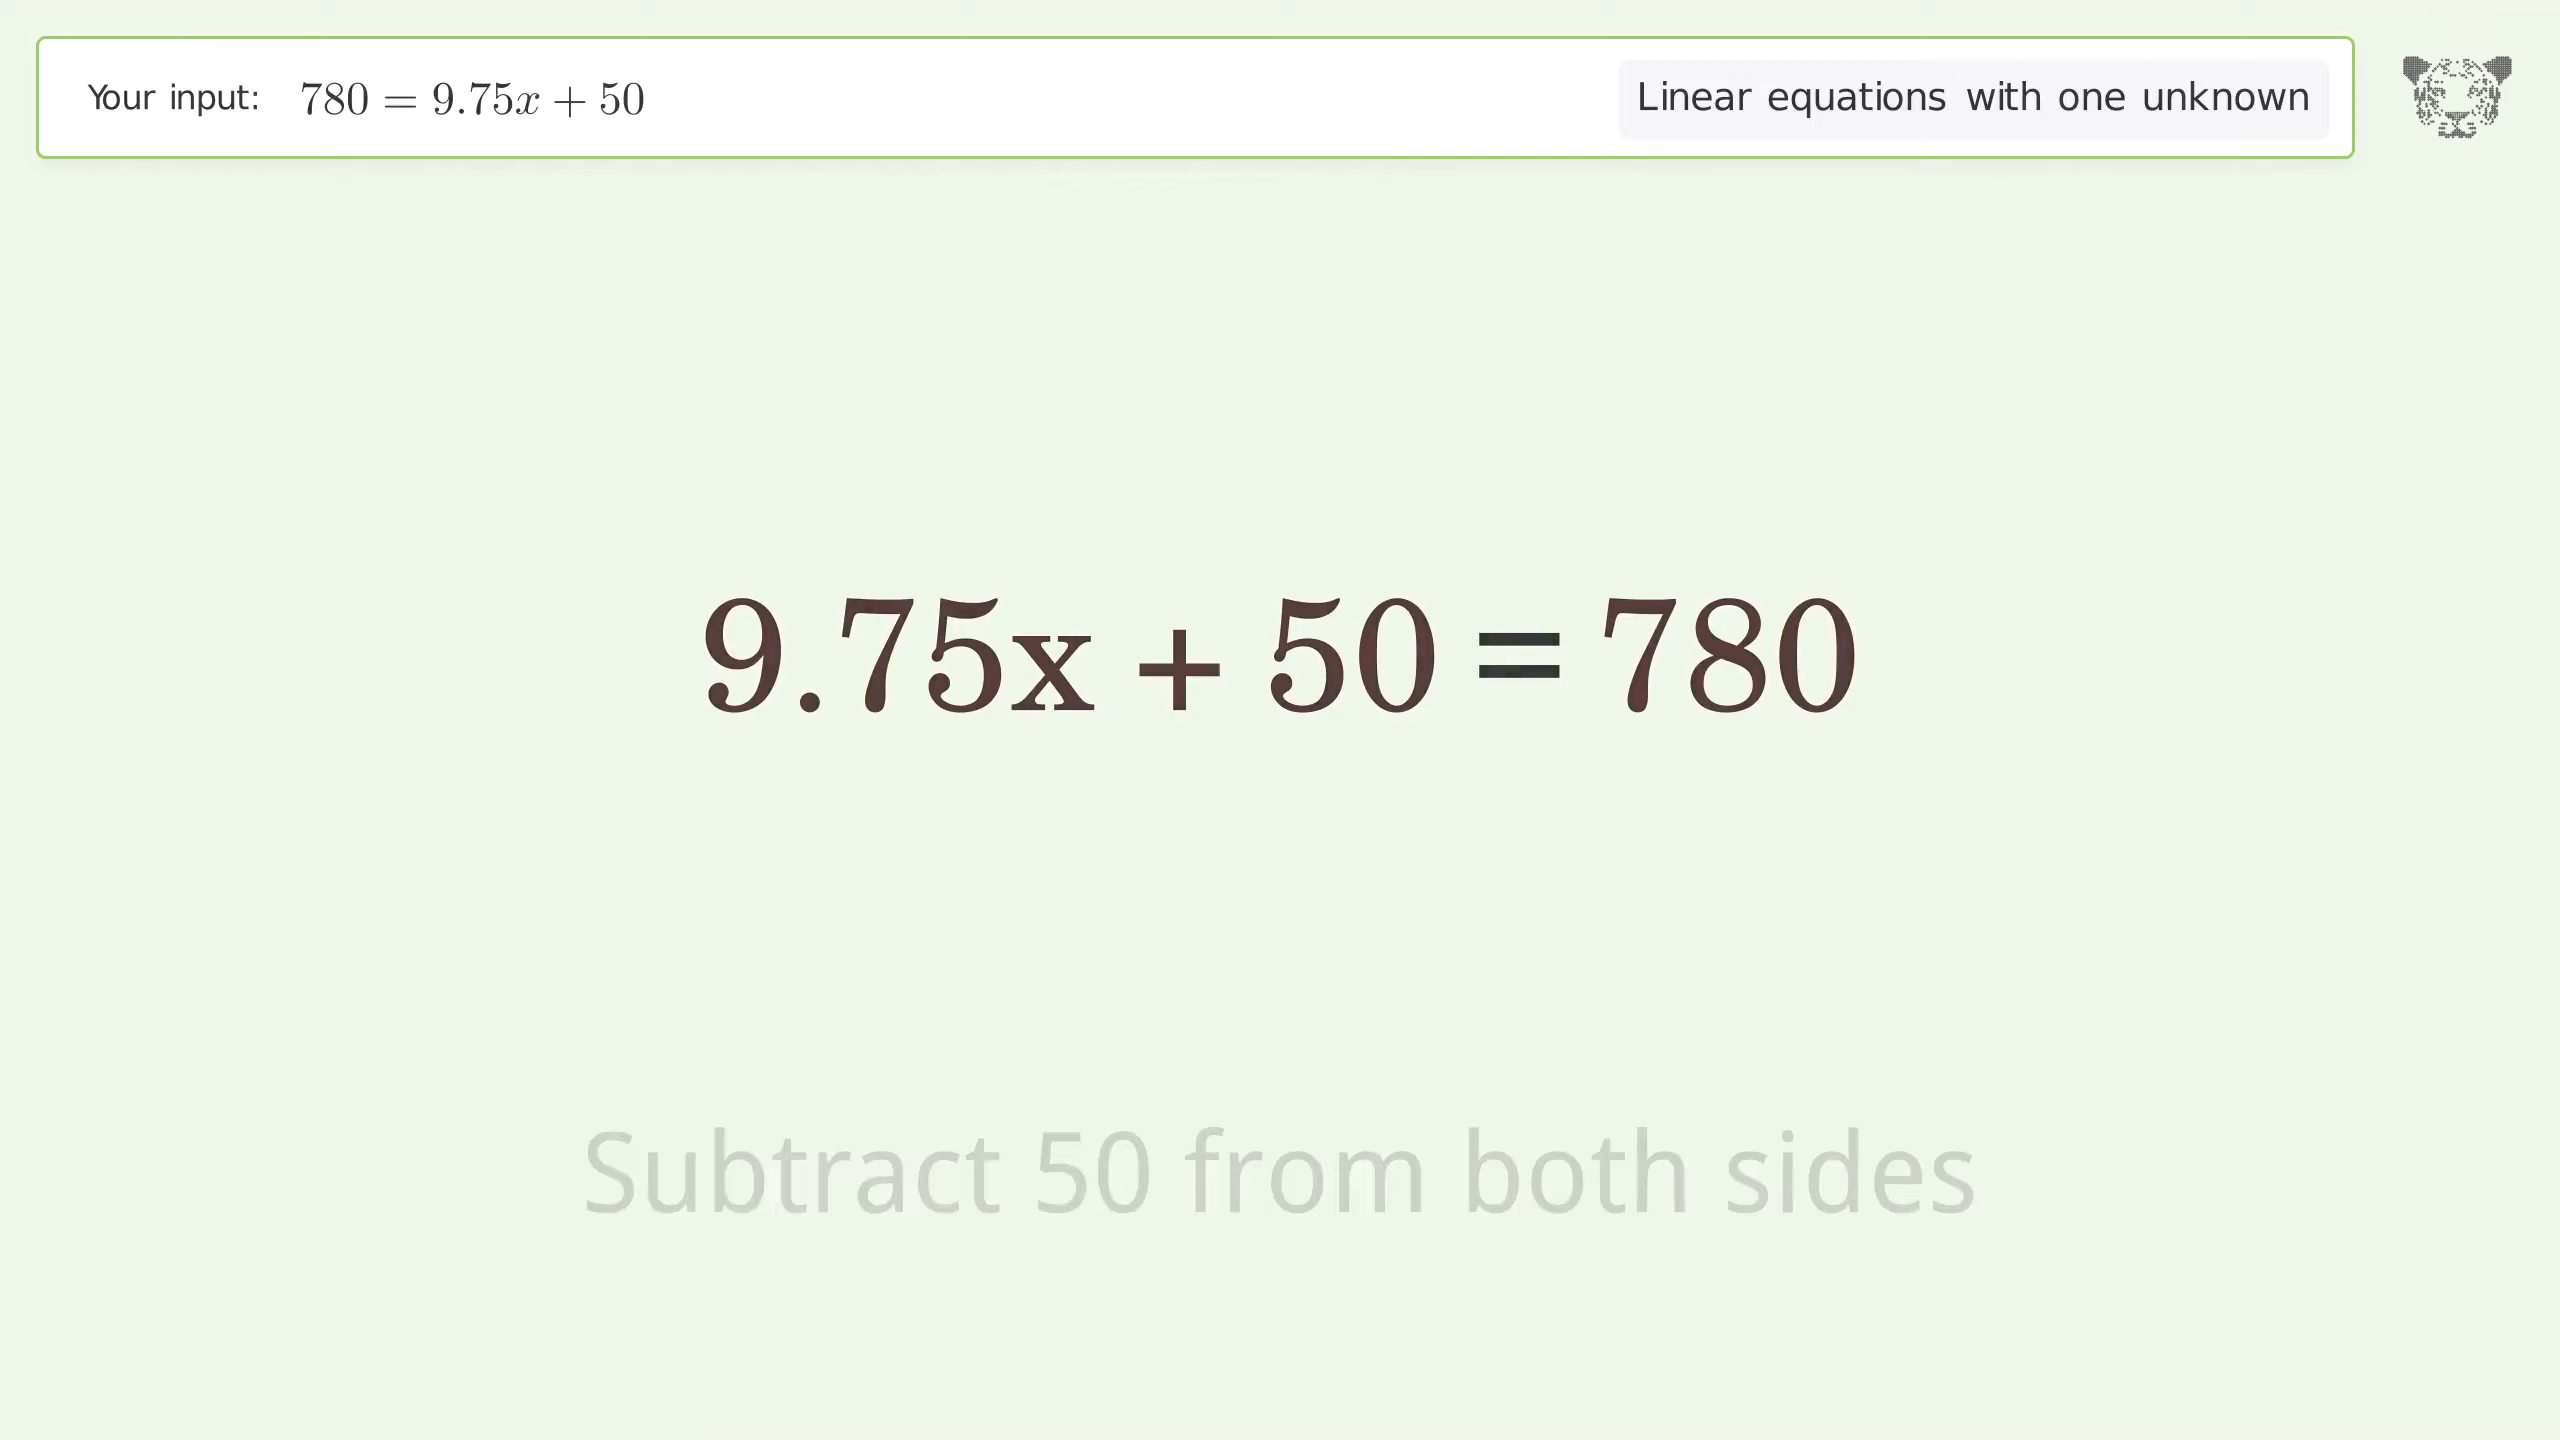 Your input: 780 = 9.75x + 50
Linear equations with one unknown
9.75x + 50 = 780
Subtract 50 from both sides